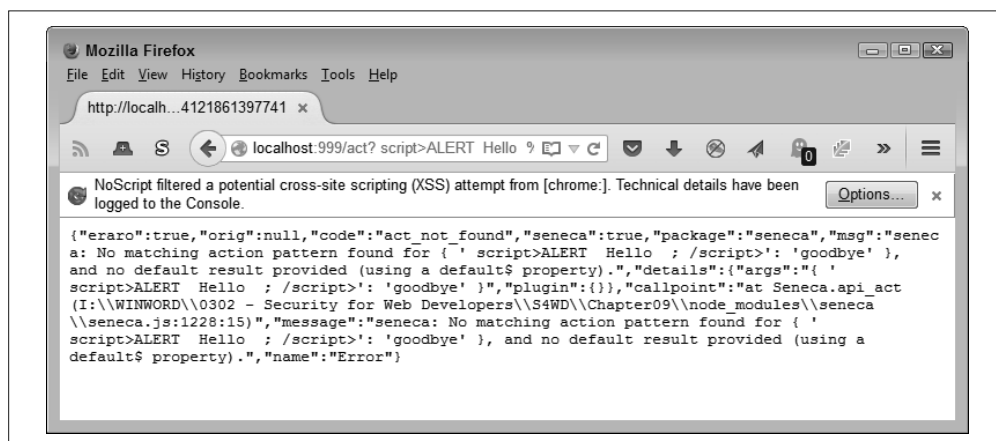 Mozilla Firefox
File Edit View History Bookmarks Tools Help
http://localh...4121861397741 ×
S localhost:999/act? script>ALERT Hello 9 0 »
NoScript filtered a potential cross-site scripting (XSS) attempt from [chrome:]. Technical details have been
logged to the Console.
Options... ×
{"eraro":true,"orig":null,"code":"act_not_found","seneca":true,"package":"seneca","msg":"senec
a: No matching action pattern found for { ' script>ALERT  Hello  ; /script>': 'goodbye' },
and no default result provided (using a default$ property).","details":{"args":"{ '
script>ALERT  Hello  ; /script>': 'goodbye' }","plugin":{}},"callpoint":"at Seneca.api_act
(I:\\WINWORD\\0302 - Security for Web Developers\\S4WD\\Chapter09\\node_modules\\seneca
\\seneca.js:1228:15)","message":"seneca: No matching action pattern found for { '
script>ALERT  Hello  ; /script>': 'goodbye' }, and no default result provided (using a
default$ property).","name":"Error"}